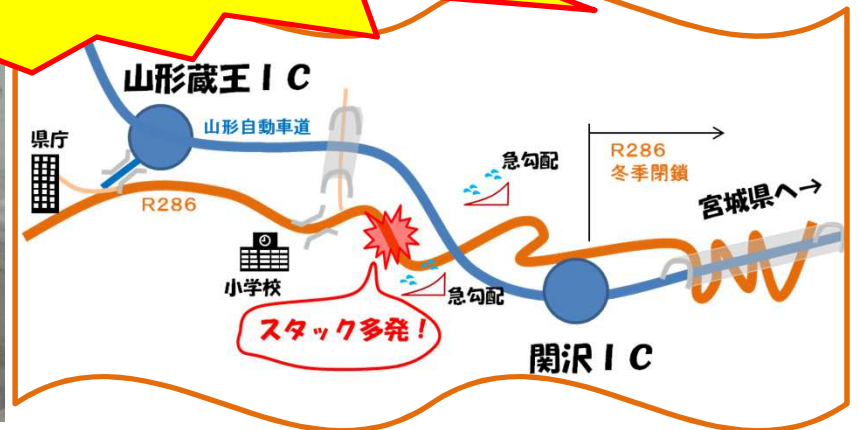 山形蔵王IC
県庁
山形自動車道
急勾配
R286
冬季閉鎖
宮城県へ→
R286
小学校
急勾配
スタック多発!
関沢IC